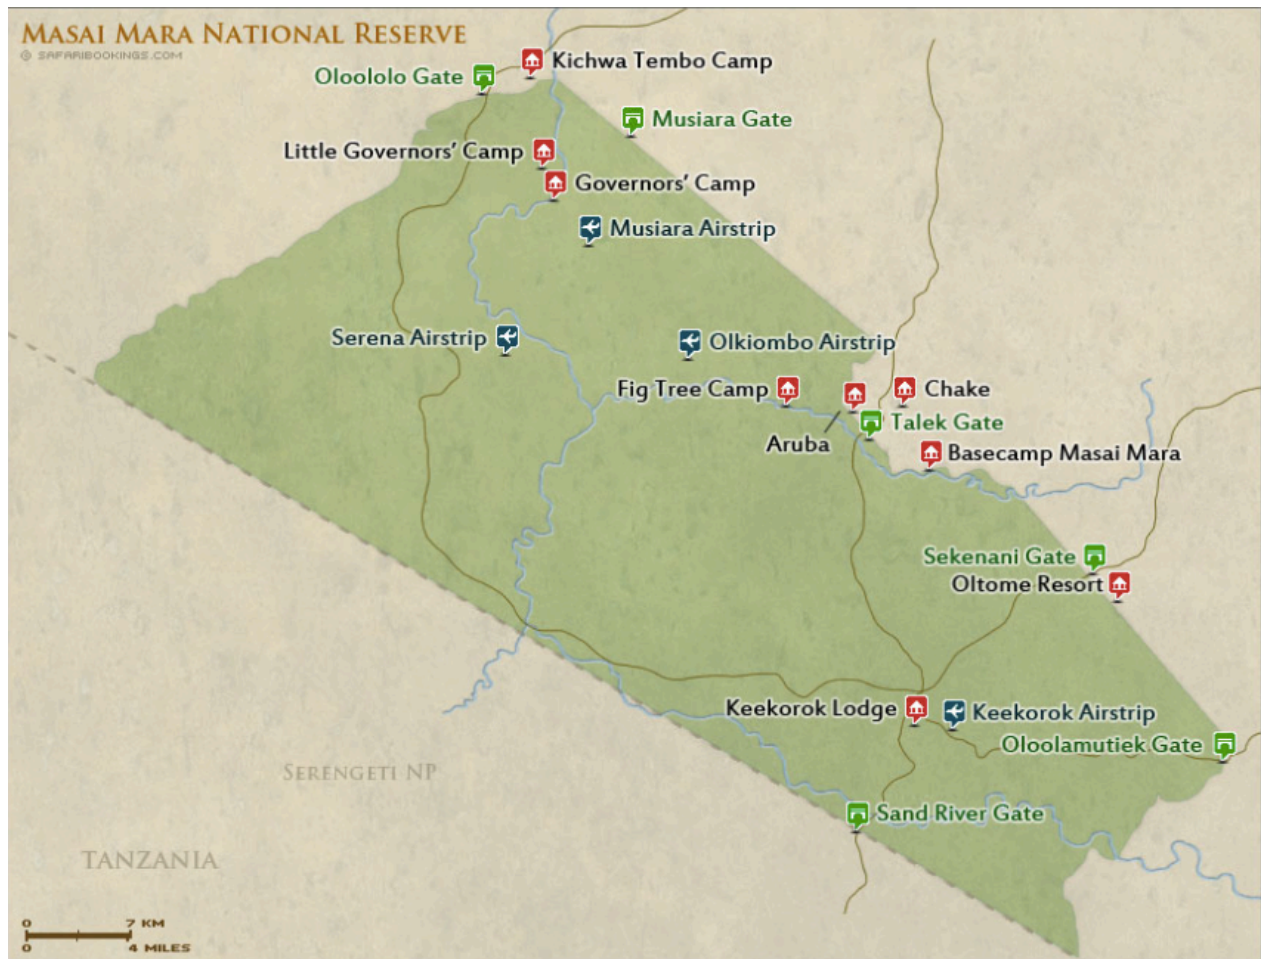 MASAI MARA NATIONAL RESERVE
© SAFARIBOOKINGS.COM
Kichwa Tembo Camp
Oloololo Gate
Musiara Gate
Little Governors' Camp
Governors' Camp
Musiara Airstrip
Serena Airstrip
Olkiombo Airstrip
Fig Tree Camp
Chake
Talek Gate
Aruba
Basecamp Masai Mara
Sekenani Gate
Oltome Resort
Keekorok Lodge
Keekorok Airstrip
Oloolamutiek Gate
SERENGETI NP
Sand River Gate
TANZANIA
0 7 KM
0 4 MILES